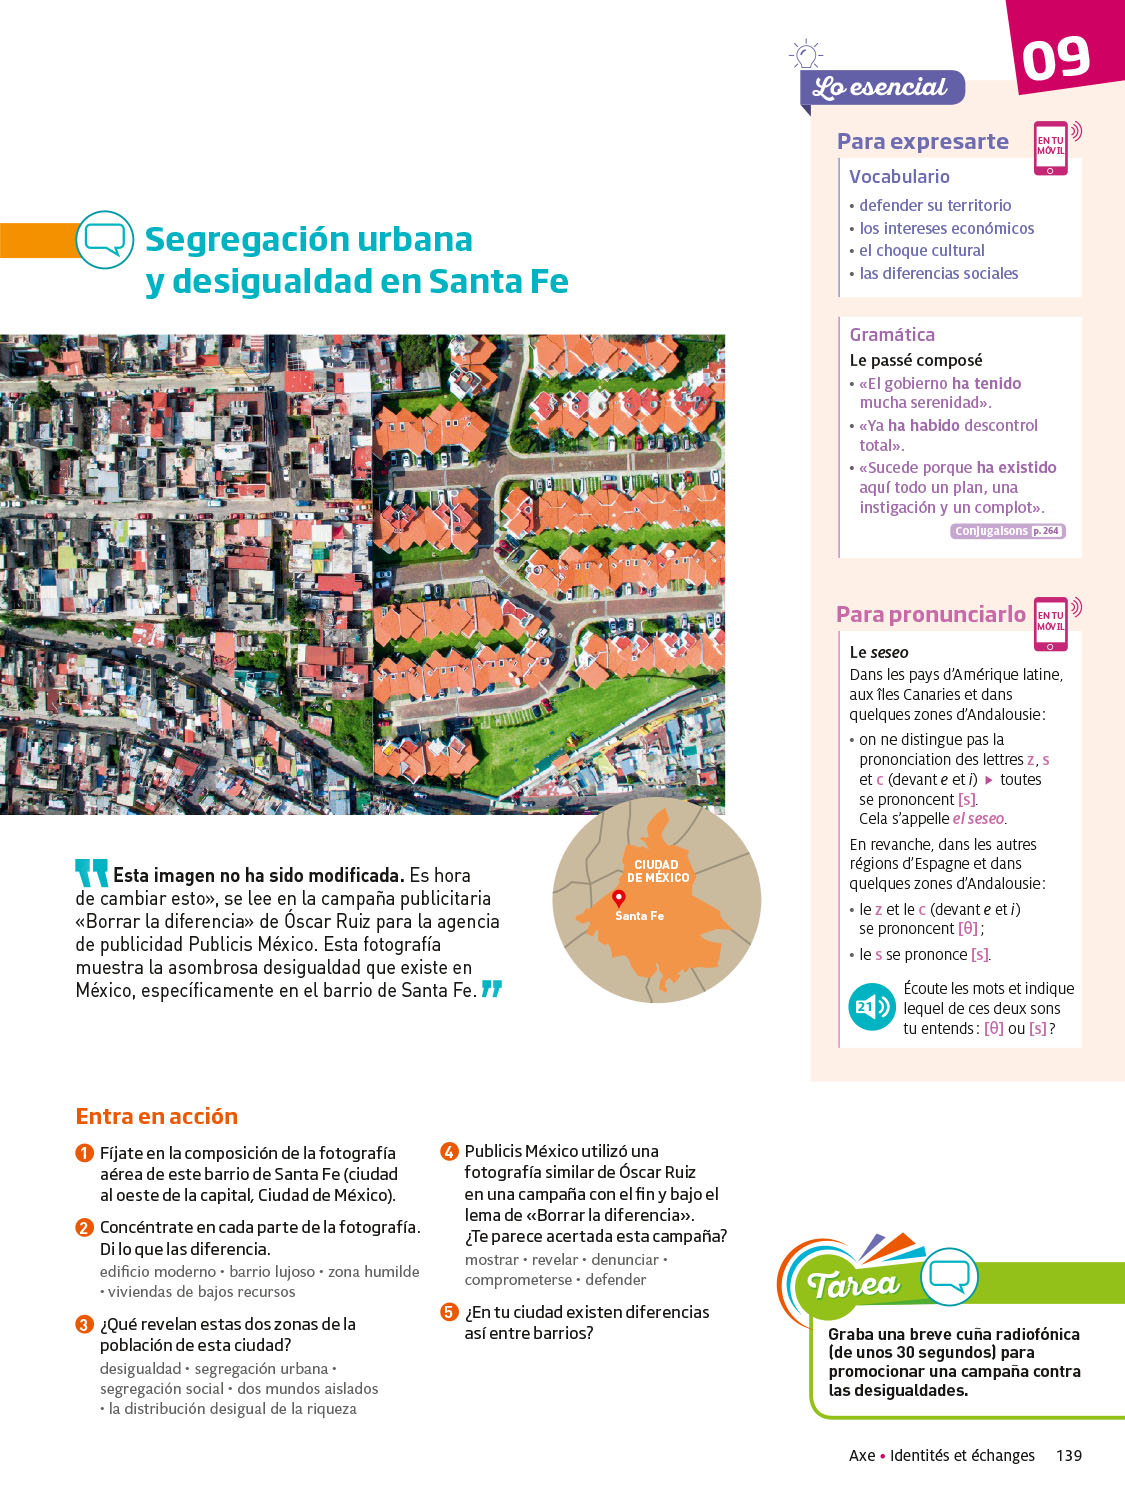 09
Lo esencial
Para expresarte
EN TU
MÓVIL
Vocabulario
• defender su territorio
• los intereses económicos
• el choque cultural
• las diferencias sociales
Gramática
Le passé composé
• «El gobierno ha tenido
mucha serenidad».
• «Ya ha habido descontrol
total».
• «Sucede porque ha existido
aquí todo un plan, una
instigación y un complot».
Conjugaisons p. 264
Para pronunciarlo
EN TU
MÓVIL
Le seseo
Dans les pays d'Amérique latine,
aux îles Canaries et dans
quelques zones d'Andalousie :
• on ne distingue pas la
prononciation des lettres z, s
et c (devant e et i) ▶ toutes
se prononcent [s].
Cela s'appelle el seseo.
En revanche, dans les autres
régions d'Espagne et dans
quelques zones d'Andalousie :
• le z et le c (devant e et i)
se prononcent [θ] ;
• le s se prononce [s].
21
Écoute les mots et indique
lequel de ces deux sons
tu entends : [θ] ou [s] ?
Segregación urbana
y desigualdad en Santa Fe
CIUDAD
DE MÉXICO
Santa Fe
"Esta imagen no ha sido modificada. Es hora
de cambiar esto», se lee en la campaña publicitaria
«Borrar la diferencia» de Óscar Ruiz para la agencia
de publicidad Publicis México. Esta fotografía
muestra la asombrosa desigualdad que existe en
México, específicamente en el barrio de Santa Fe."
Entra en acción
1 Fíjate en la composición de la fotografía
aérea de este barrio de Santa Fe (ciudad
al oeste de la capital, Ciudad de México).
2 Concéntrate en cada parte de la fotografía.
Di lo que las diferencia.
edificio moderno • barrio lujoso • zona humilde
• viviendas de bajos recursos
3 ¿Qué revelan estas dos zonas de la
población de esta ciudad?
desigualdad • segregación urbana •
segregación social • dos mundos aislados
• la distribución desigual de la riqueza
4 Publicis México utilizó una
fotografía similar de Óscar Ruiz
en una campaña con el fin y bajo el
lema de «Borrar la diferencia».
¿Te parece acertada esta campaña?
mostrar • revelar • denunciar •
comprometerse • defender
5 ¿En tu ciudad existen diferencias
así entre barrios?
Tarea
Graba una breve cuña radiofónica
(de unos 30 segundos) para
promocionar una campaña contra
las desigualdades.
Axe • Identités et échanges 139